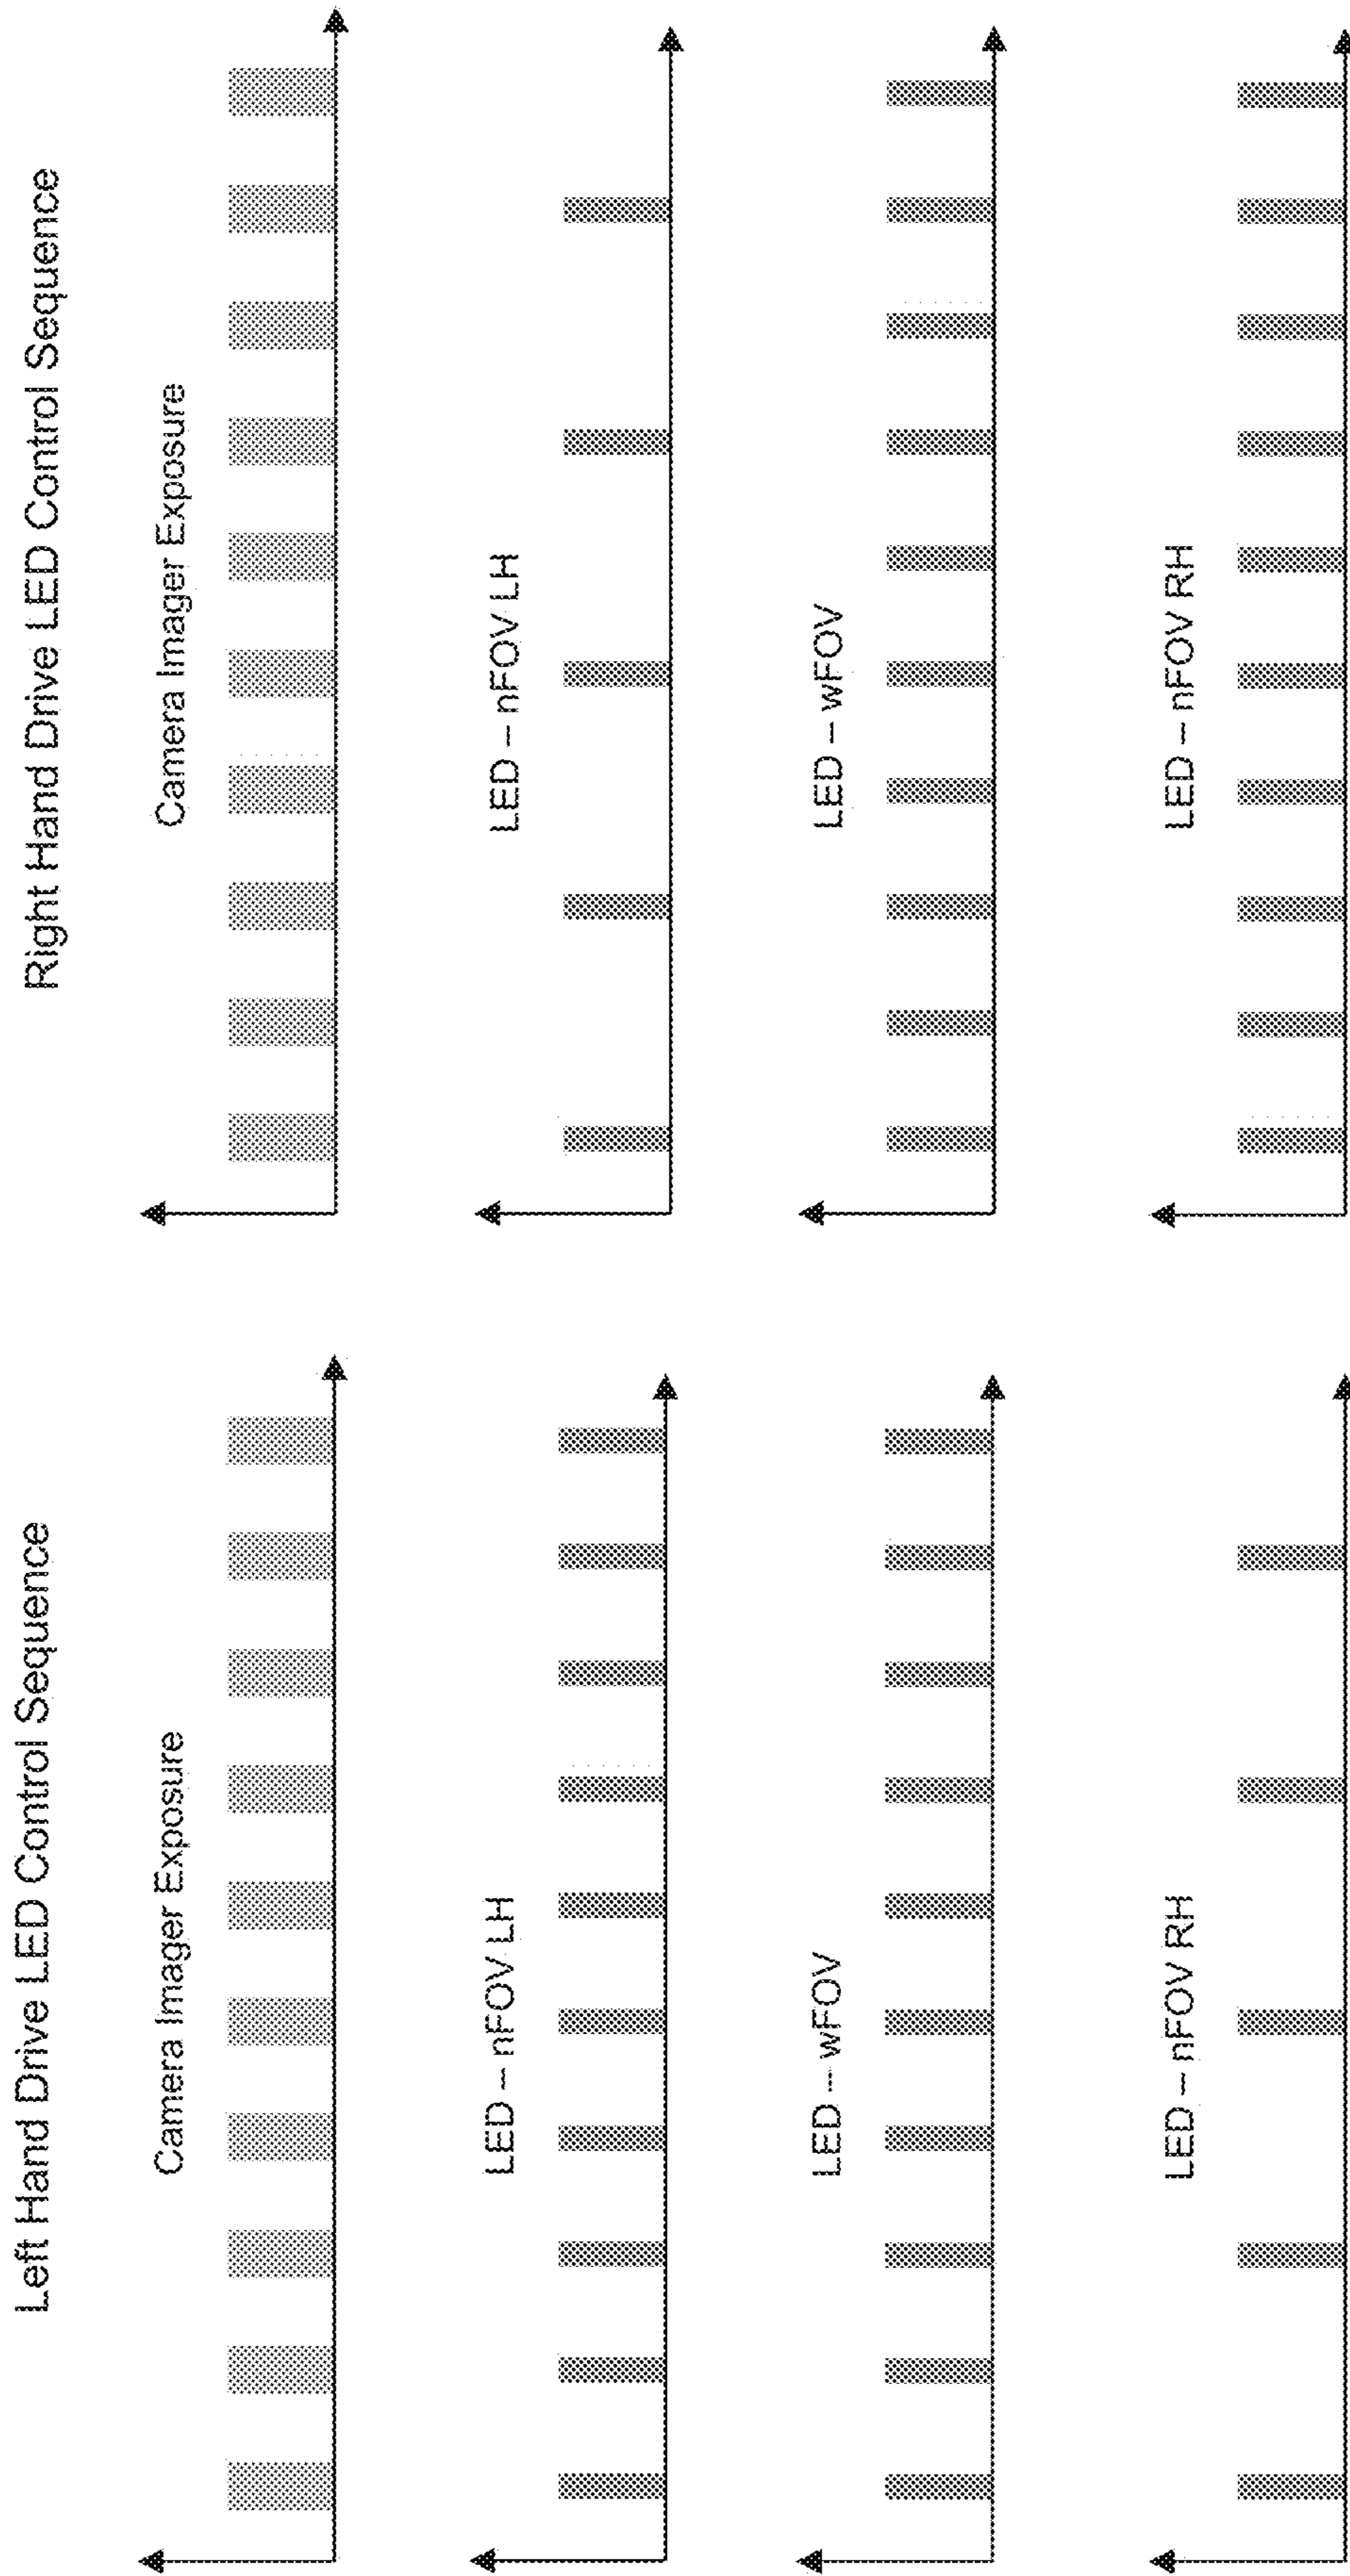 Left Hand Drive LED Control Sequence
Camera Imager Exposure
LED – nFOV LH
LED – wFOV
LED – nFOV RH
Right Hand Drive LED Control Sequence
Camera Imager Exposure
LED – nFOV LH
LED – wFOV
LED – nFOV RH